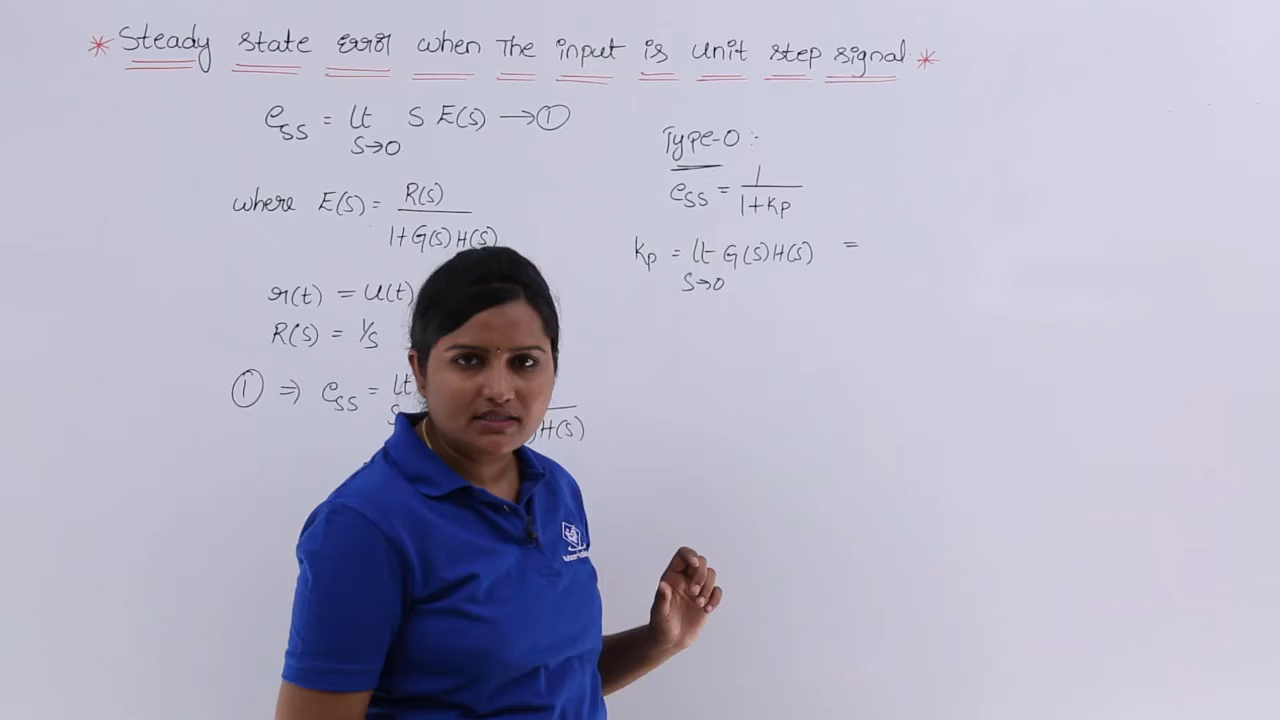 * Steady state error when The input is unit step signal *
ess = lt S→0 S E(S) → ①
where E(S) = R(S) / 1+G(S)H(S)
r(t) = u(t)
R(S) = 1/S
① ⇒ ess = lt
H(S)
Type-0 :-
ess = 1 / 1+Kp
Kp = lt S→0 G(S)H(S) =